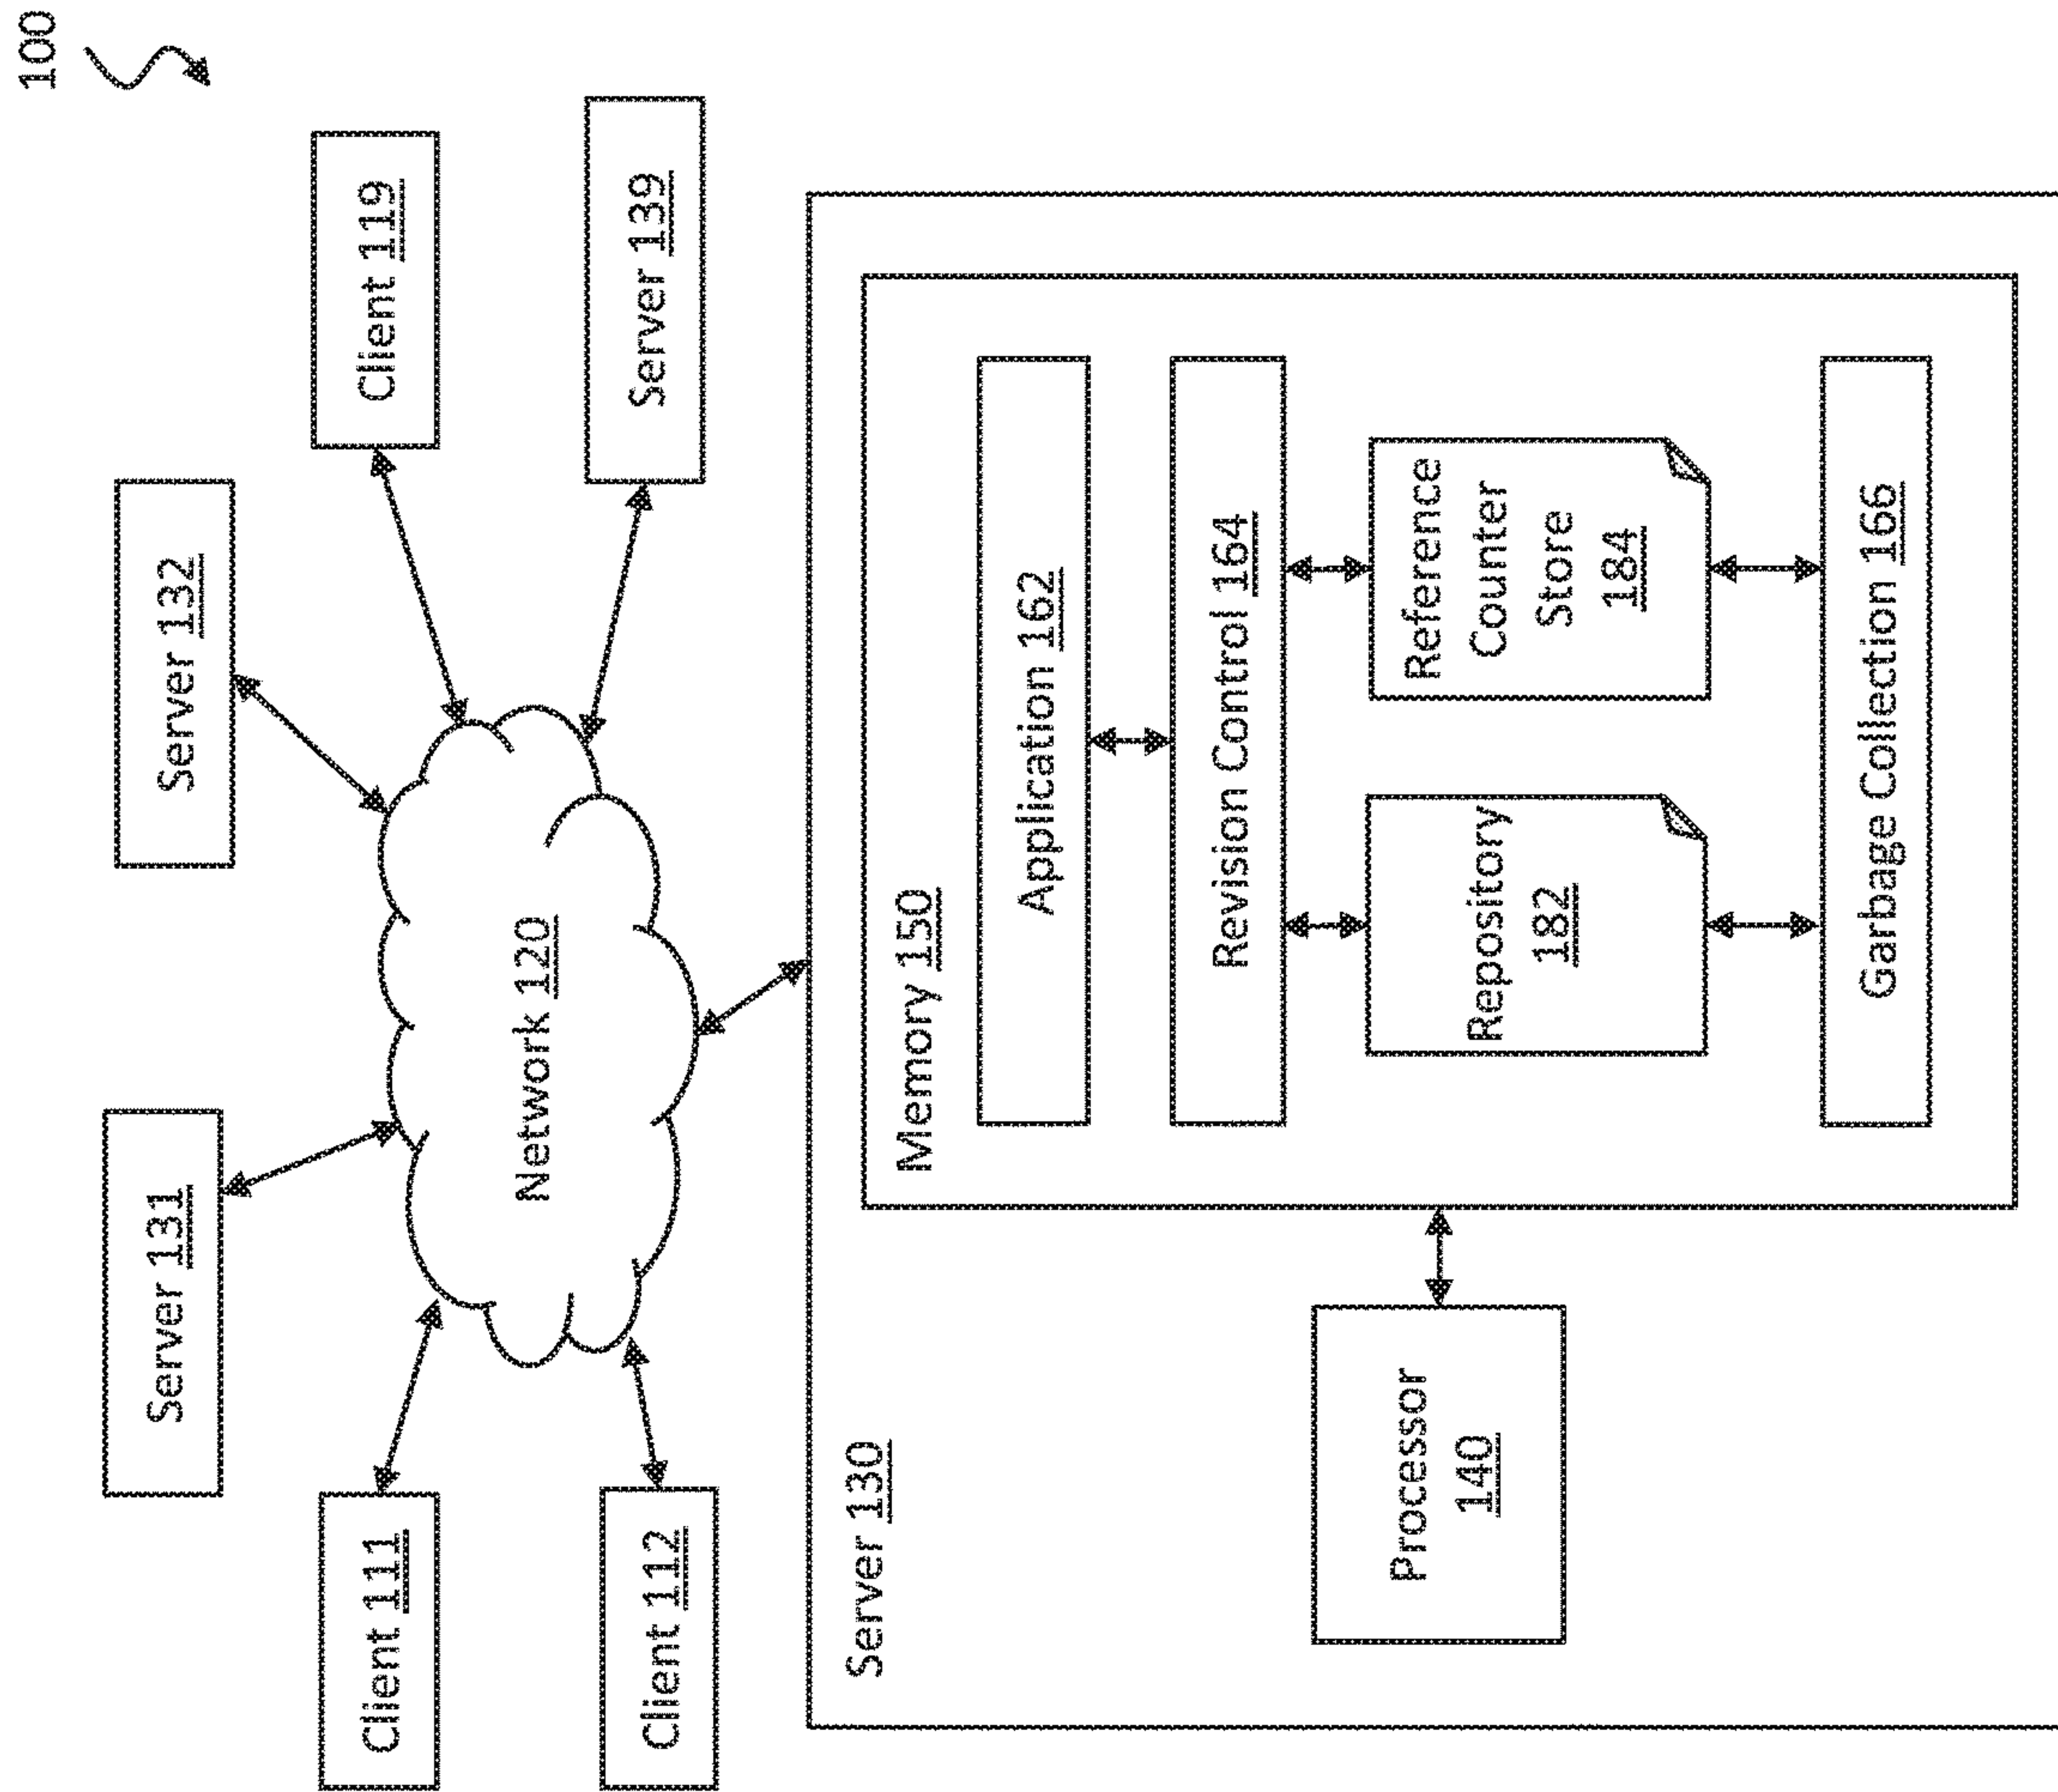 100
Server 131
Server 132
Client 111
Client 119
Network 120
Client 112
Server 139
Server 130
Memory 150
Application 162
Revision Control 164
Processor
140
Repository
182
Reference
Counter
Store
184
Garbage Collection 166